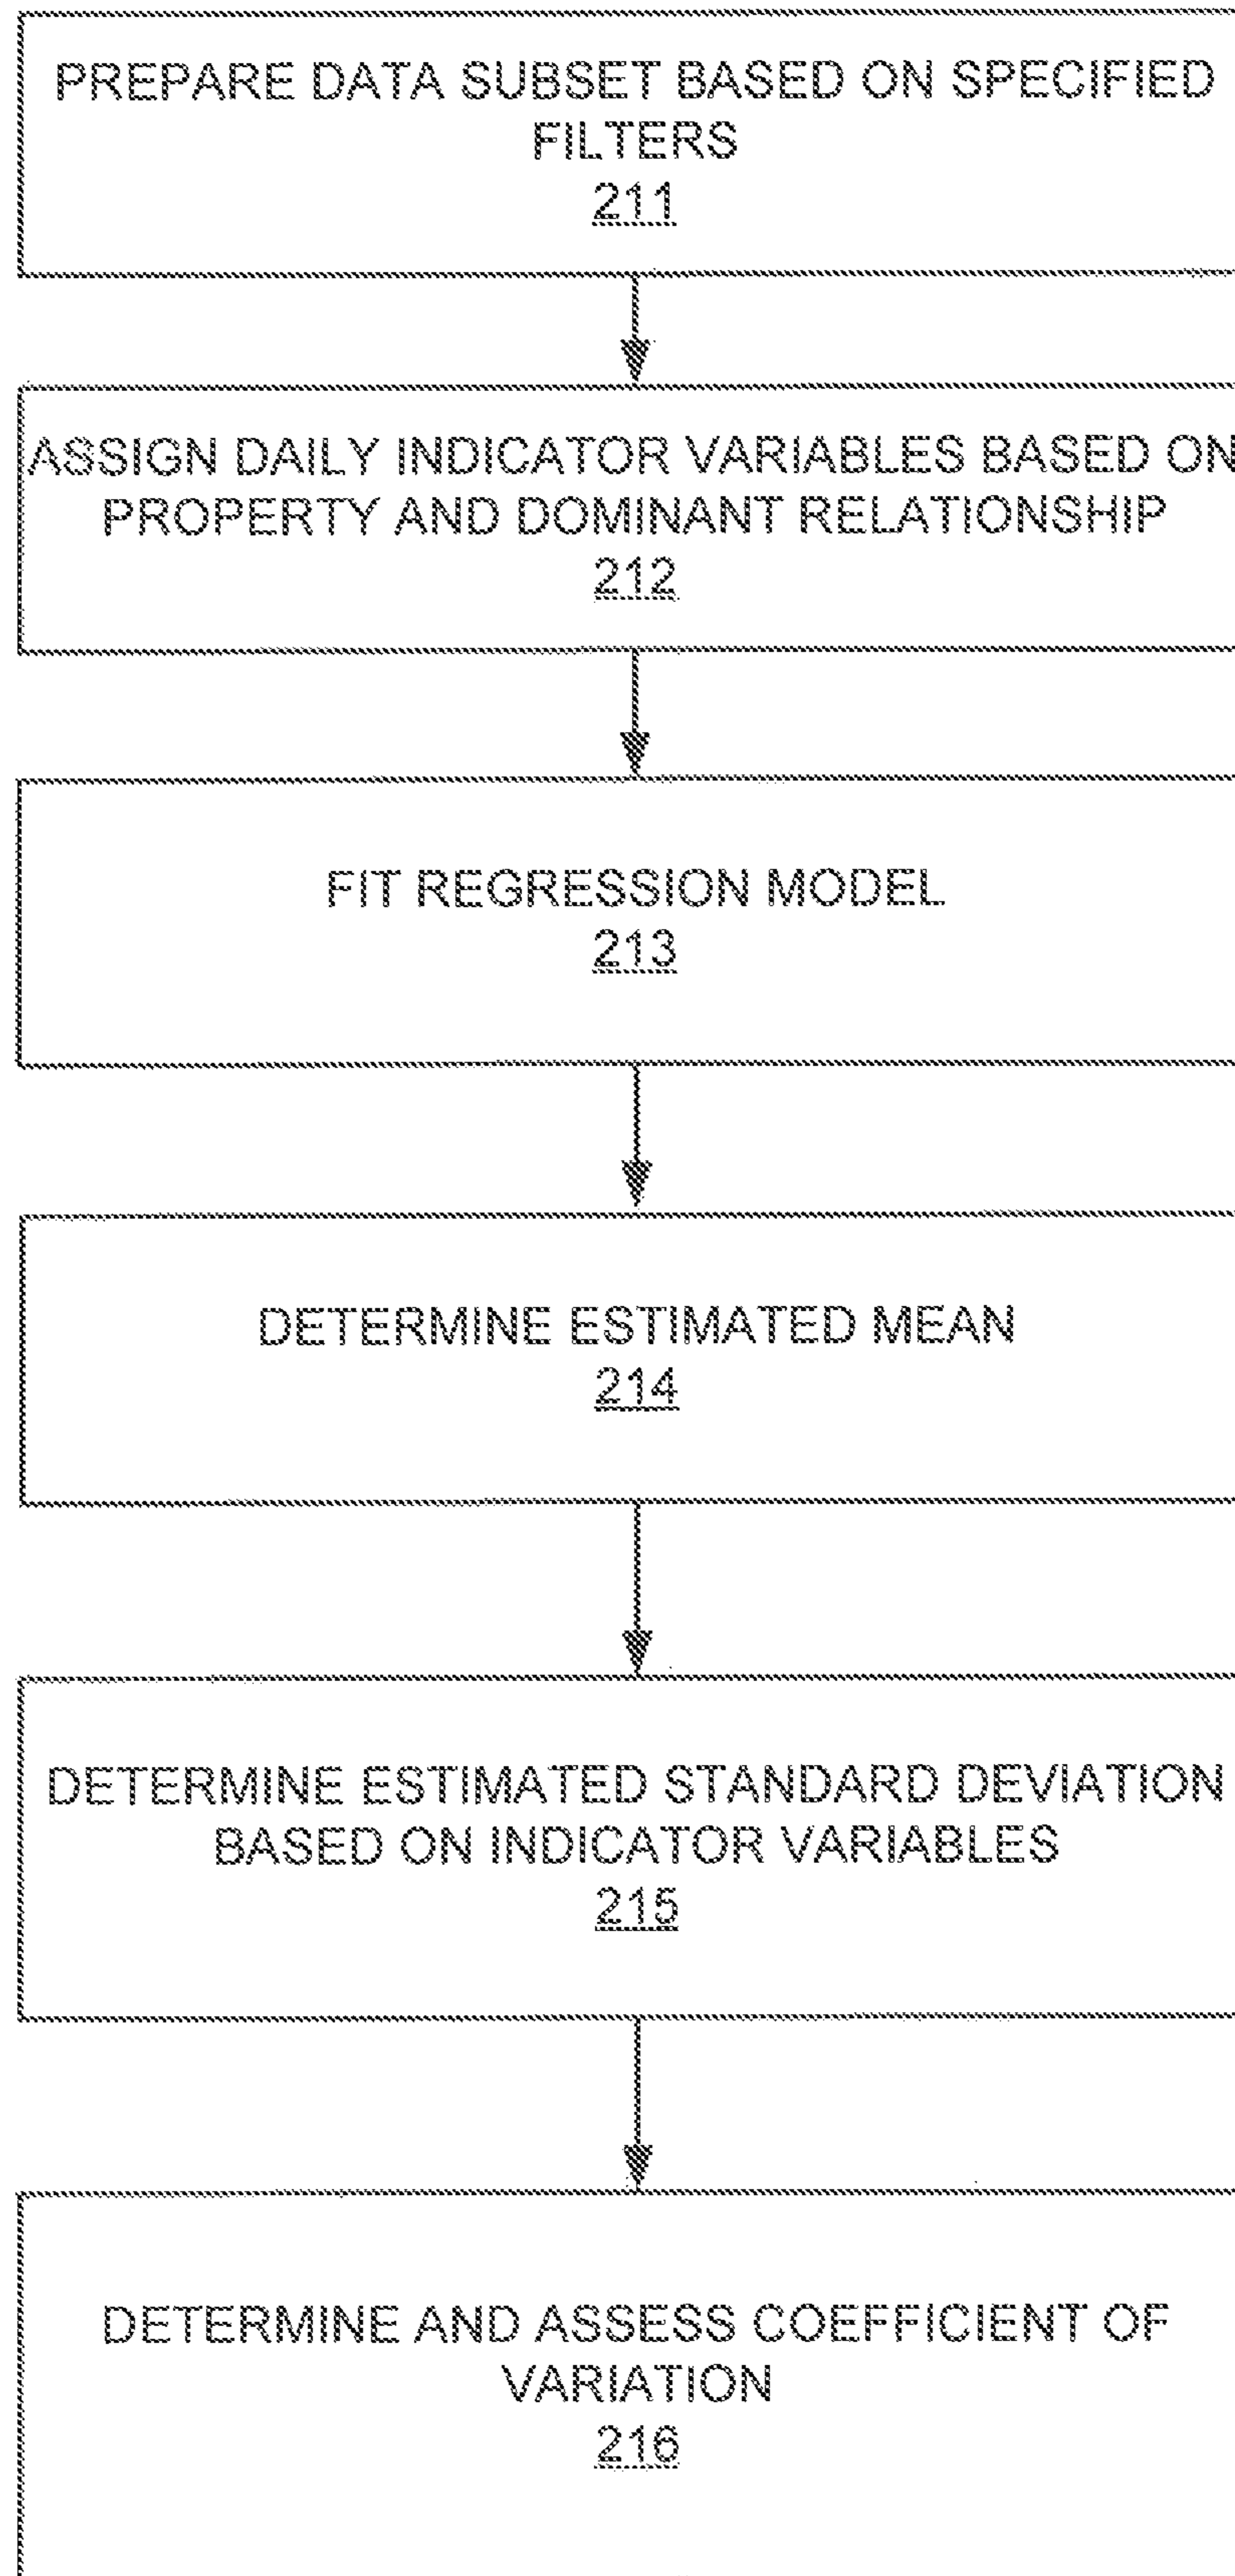 PREPARE DATA SUBSET BASED ON SPECIFIED
FILTERS
211
ASSIGN DAILY INDICATOR VARIABLES BASED ON
PROPERTY AND DOMINANT RELATIONSHIP
212
FIT REGRESSION MODEL
213
DETERMINE ESTIMATED MEAN
214
DETERMINE ESTIMATED STANDARD DEVIATION
BASED ON INDICATOR VARIABLES
215
DETERMINE AND ASSESS COEFFICIENT OF
VARIATION
216